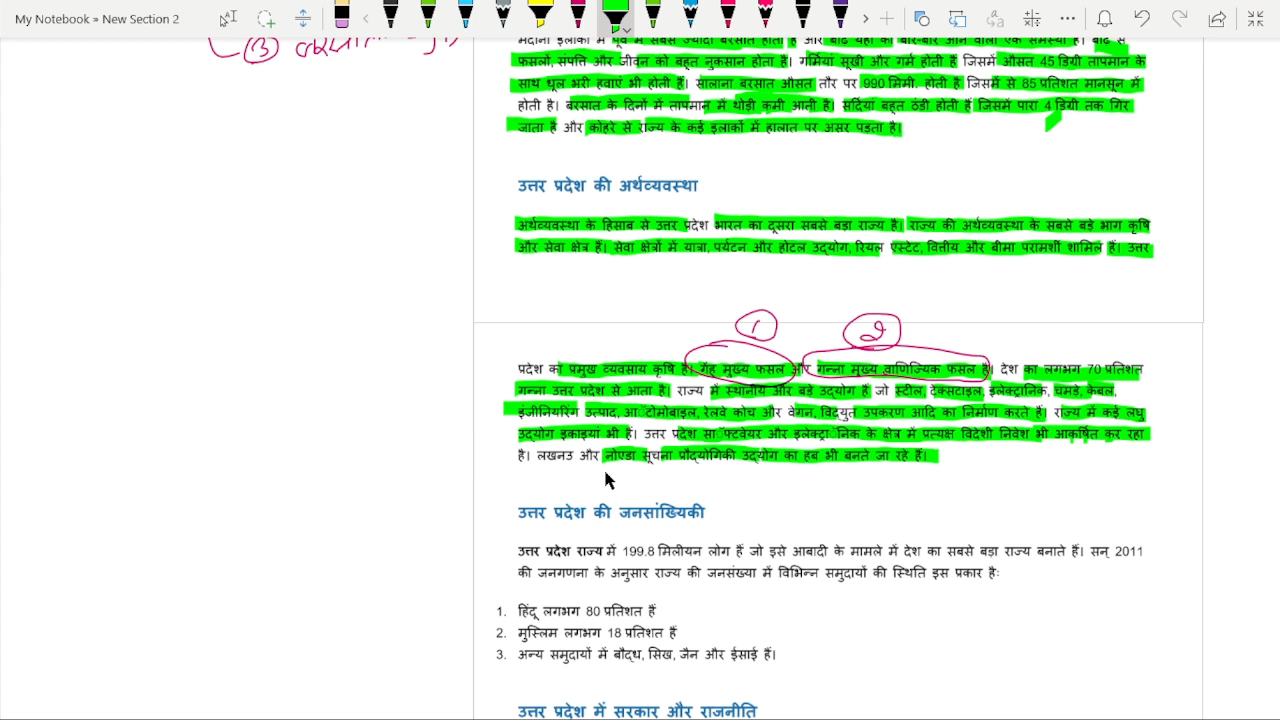 My Notebook » New Section 2
मैदानी इलाकों में पूर्व में सबसे ज्यादा बरसात होती है और बाढ़ यहां की बार-बार आने वाली एक समस्या है। बाढ़ से
फसलों, संपत्ति और जीवन को बहुत नुकसान होता है। गर्मियां सूखी और गर्म होती हैं जिसमें औसत 45 डिग्री तापमान के
साथ धूल भरी हवाएं भी होती हैं। सालाना बरसात औसत तौर पर 990 मिमी. होती है जिसमें से 85 प्रतिशत मानसून में
होती है। बरसात के दिनों में तापमान में थोड़ी कमी आती है। सर्दियां बहुत ठंडी होती हैं जिसमें पारा 4 डिग्री तक गिर
जाता है और कोहरे से राज्य के कई इलाकों में हालात पर असर पड़ता है।
उत्तर प्रदेश की अर्थव्यवस्था
अर्थव्यवस्था के हिसाब से उत्तर प्रदेश भारत का दूसरा सबसे बड़ा राज्य है। राज्य की अर्थव्यवस्था के सबसे बड़े भाग कृषि
और सेवा क्षेत्र हैं। सेवा क्षेत्रों में यात्रा, पर्यटन और होटल उद्योग, रियल एस्टेट, वित्तीय और बीमा परामर्शी शामिल हैं। उत्तर
1 2
प्रदेश का प्रमुख व्यवसाय कृषि है। गेंहू मुख्य फसल और गन्ना मुख्य वाणिज्यिक फसल है। देश का लगभग 70 प्रतिशत
गन्ना उत्तर प्रदेश से आता है। राज्य में स्थानीय और बड़े उद्योग हैं जो स्टील, टेक्सटाइल, इलेक्ट्रानिक, चमड़े, केबल,
इंजीनियरिंग उत्पाद, आॅटोमोबाइल, रेलवे कोच और वेगन, विद्युत उपकरण आदि का निर्माण करते हैं। राज्य में कई लघु
उद्योग इकाइयां भी हैं। उत्तर प्रदेश साॅफ्टवेयर और इलेक्ट्राॅनिक के क्षेत्र में प्रत्यक्ष विदेशी निवेश भी आकर्षित कर रहा
है। लखनउ और नोएडा सूचना प्रौद्योगिकी उद्योग का हब भी बनते जा रहे हैं।
उत्तर प्रदेश की जनसांख्यिकी
उत्तर प्रदेश राज्य में 199.8 मिलीयन लोग हैं जो इसे आबादी के मामले में देश का सबसे बड़ा राज्य बनाते हैं। सन् 2011
की जनगणना के अनुसार राज्य की जनसंख्या में विभिन्न समुदायों की स्थिति इस प्रकार है:
1. हिंदू लगभग 80 प्रतिशत हैं
2. मुस्लिम लगभग 18 प्रतिशत हैं
3. अन्य समुदायों में बौद्ध, सिख, जैन और ईसाई हैं।
उत्तर प्रदेश में सरकार और राजनीति